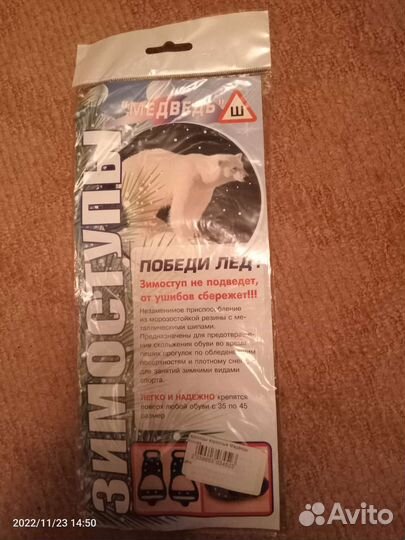 "МЕДВЕДЬ"
Ш
ЗИМОСТУПЫ
ПОБЕДИ ЛЕД!
Зимоступ не подведет,
от ушибов сбережет!!!
Незаменимое приспособление
из морозостойкой резины с ме-
таллическими шипами.
Предназначены для предотвра-
скольжения обуви во время
пеших прогулок по обледенелым
поверхностям и плотному снегу
для занятий зимними видами
спорта.
ЛЕГКО И НАДЕЖНО крепятся
поверх любой обуви с 35 по 45
размер
2022/11/23 14:50
Avito